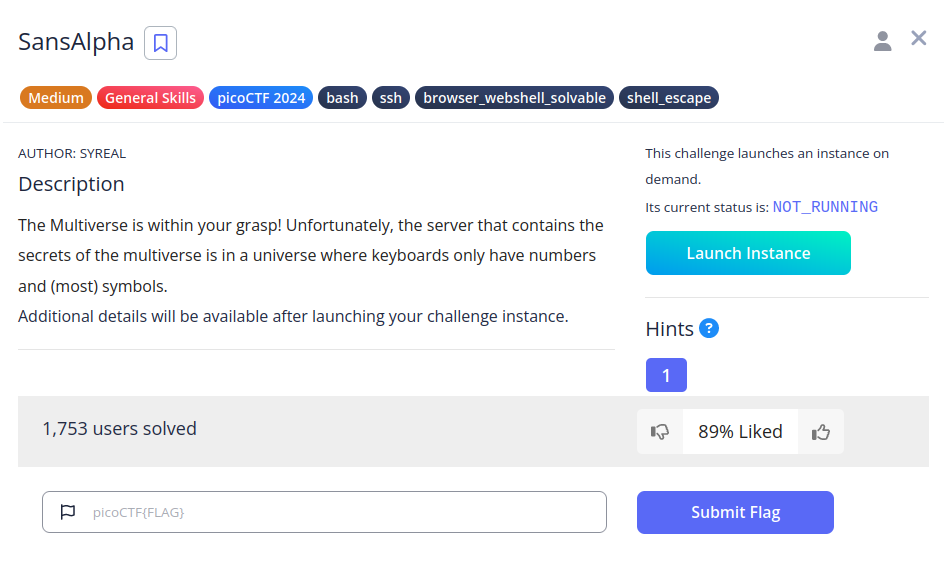 SansAlpha
Medium General Skills picoCTF 2024 bash ssh browser_webshell_solvable shell_escape
AUTHOR: SYREAL
Description
The Multiverse is within your grasp! Unfortunately, the server that contains the
secrets of the multiverse is in a universe where keyboards only have numbers
and (most) symbols.
Additional details will be available after launching your challenge instance.
This challenge launches an instance on
demand.
Its current status is: NOT_RUNNING
Launch Instance
Hints ?
1
1,753 users solved
89% Liked
picoCTF{FLAG}
Submit Flag